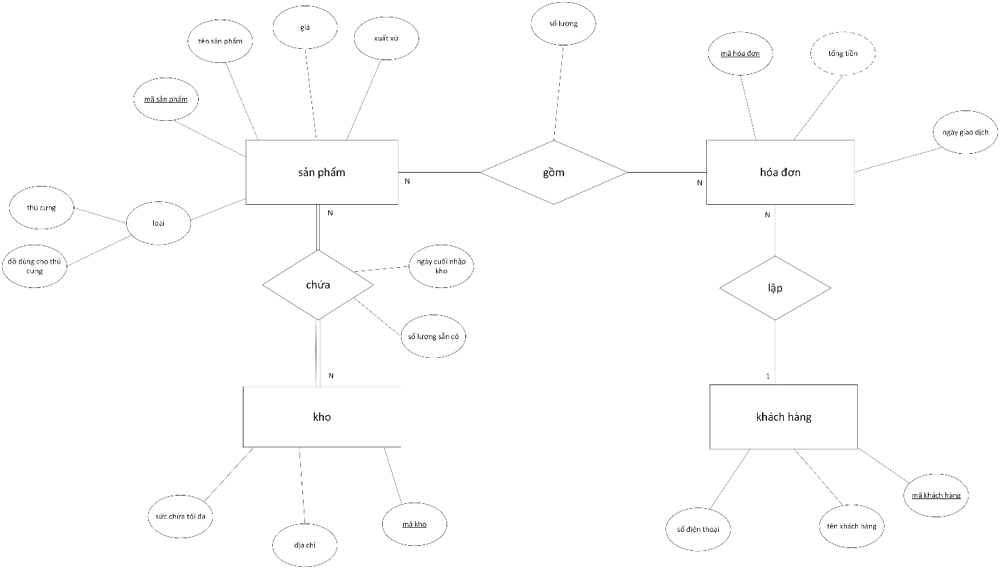 số lượng
giá
xuất xứ
tên sản phẩm
mã hóa đơn
tổng tiền
mã sản phẩm
ngày giao dịch
sản phẩm
gồm
hóa đơn
N
N
thú cưng
loại
N
N
đồ dùng cho thú
cưng
ngày cuối nhập
kho
chứa
lập
số lượng sẵn có
N
1
kho
khách hàng
sức chứa tối đa
địa chỉ
mã kho
số điện thoại
tên khách hàng
mã khách hàng